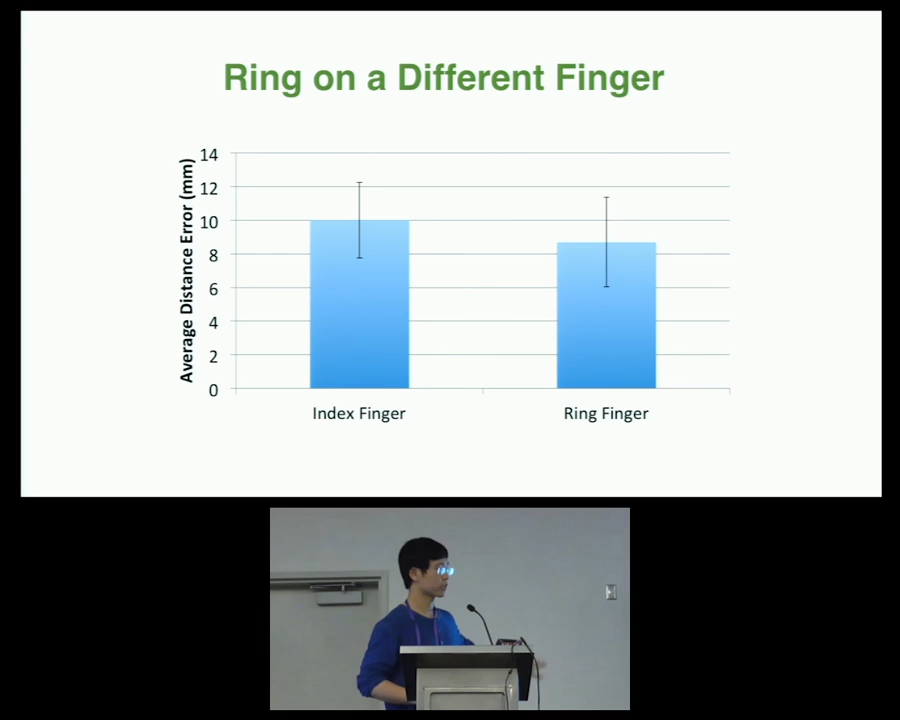 Ring on a Different Finger
Average Distance Error (mm)
14
12
10
8
6
4
2
0
Index Finger
Ring Finger